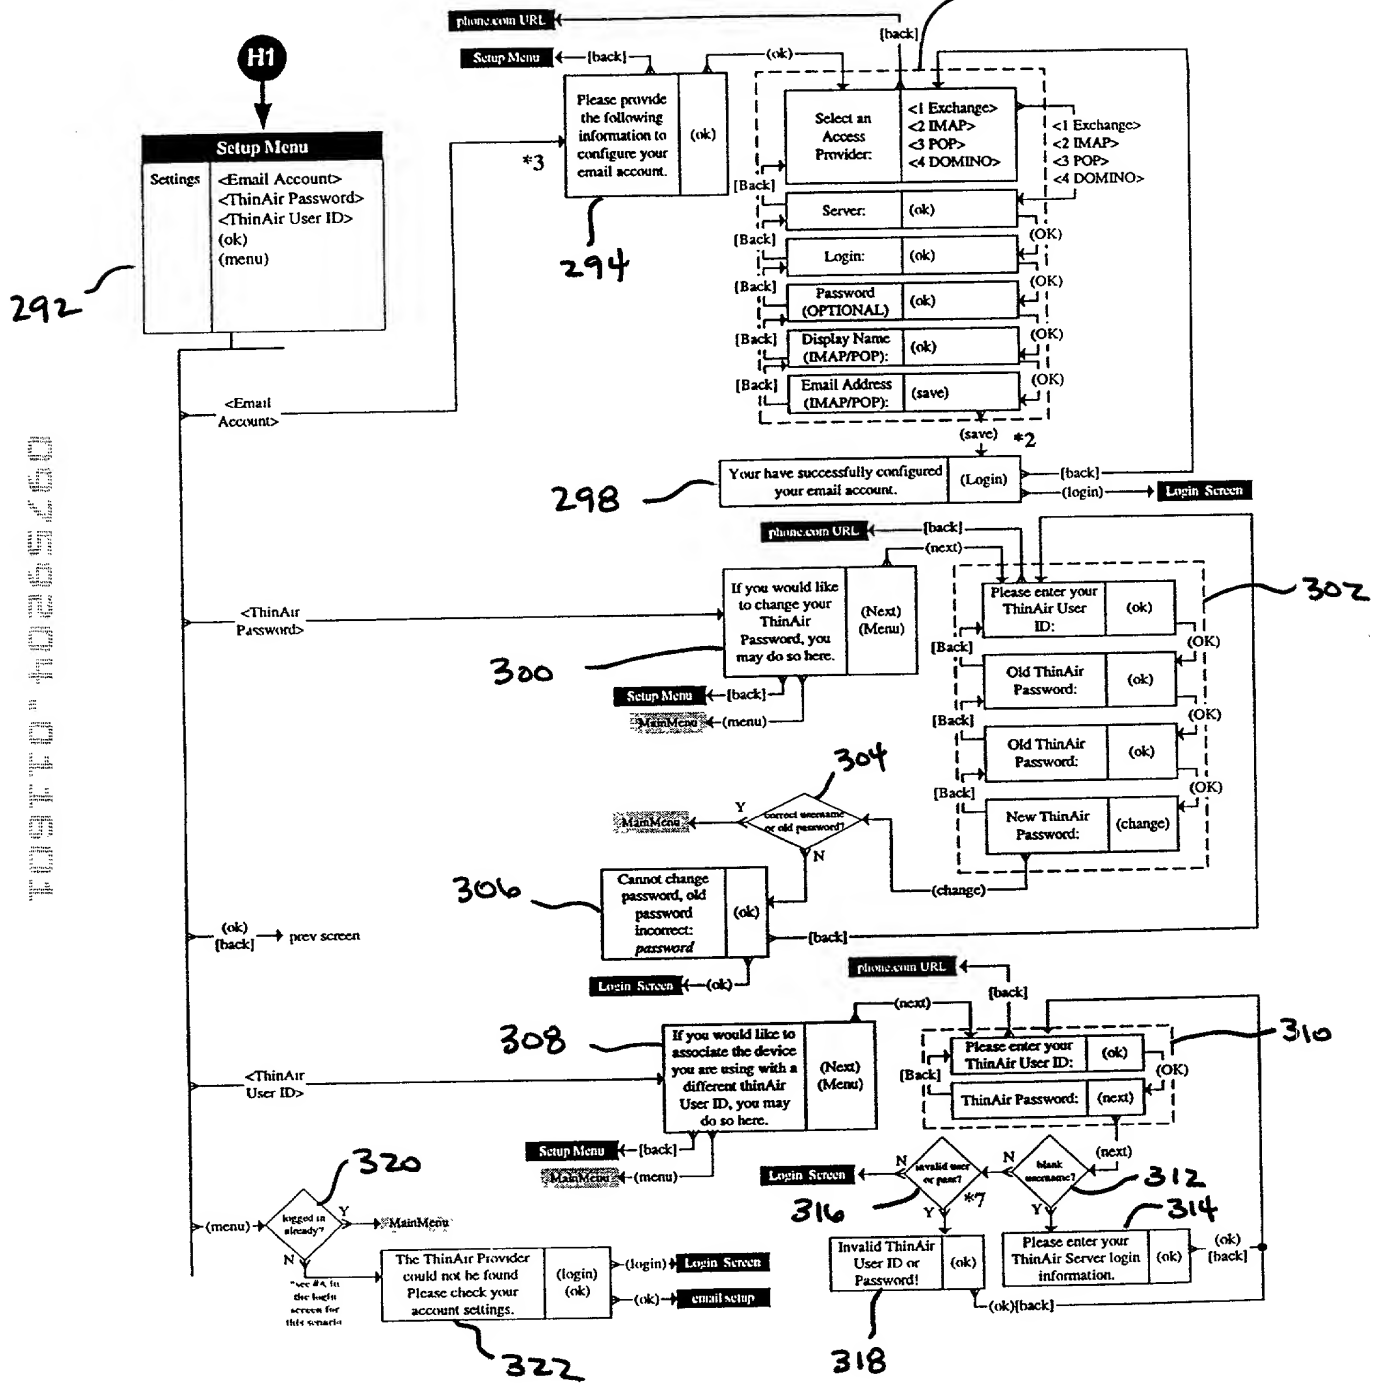 phone.com URL
[back]
H1
Setup Menu
[back]
(ok)
Please provide
the following
information to
configure your
email account.
(ok)
*3
294
Select an
Access
Provider:
<1 Exchange>
<2 IMAP>
<3 POP>
<4 DOMINO>
<1 Exchange>
<2 IMAP>
<3 POP>
<4 DOMINO>
[Back]
Server:
(ok)
(OK)
[Back]
Login:
(ok)
(OK)
[Back]
Password
(OPTIONAL)
(ok)
(OK)
[Back]
Display Name
(IMAP/POP):
(ok)
(OK)
[Back]
Email Address
(IMAP/POP):
(save)
(save)
*2
Setup Menu
Settings
<Email Account>
<ThinAir Password>
<ThinAir User ID>
(ok)
(menu)
292
<Email
Account>
Your have successfully configured
your email account.
(Login)
[back]
(login)
Login Screen
298
phone.com URL
[back]
(next)
<ThinAir
Password>
If you would like
to change your
ThinAir
Password, you
may do so here.
(Next)
(Menu)
300
Setup Menu
[back]
MainMenu
(menu)
302
Please enter your
ThinAir User
ID:
(ok)
(OK)
[Back]
Old ThinAir
Password:
(ok)
(OK)
[Back]
Old ThinAir
Password:
(ok)
(OK)
[Back]
New ThinAir
Password:
(change)
(change)
304
correct username
or old password?
Y
N
MainMenu
306
Cannot change
password, old
password
incorrect:
password
(ok)
[back]
Login Screen
(ok)
(ok)
[back]
prev screen
phone.com URL
[back]
(next)
308
If you would like to
associate the device
you are using with a
different thinAir
User ID, you may
do so here.
(Next)
(Menu)
<ThinAir
User ID>
Setup Menu
[back]
MainMenu
(menu)
310
Please enter your
ThinAir User ID:
(ok)
(OK)
[Back]
ThinAir Password:
(next)
(next)
blank
username?
N
Y
312
invalid user
or pass?
N
Y
*7
316
Login Screen
314
Please enter your
ThinAir Server login
information.
(ok)
(ok)
[back]
Invalid ThinAir
User ID or
Password!
(ok)
(ok)[back]
318
320
(menu)
logged in
already?
Y
MainMenu
N
the login
screen for
this scenario
The ThinAir Provider
could not be found
Please check your
account settings.
(login)
(ok)
(login)
Login Screen
(ok)
email setup
322